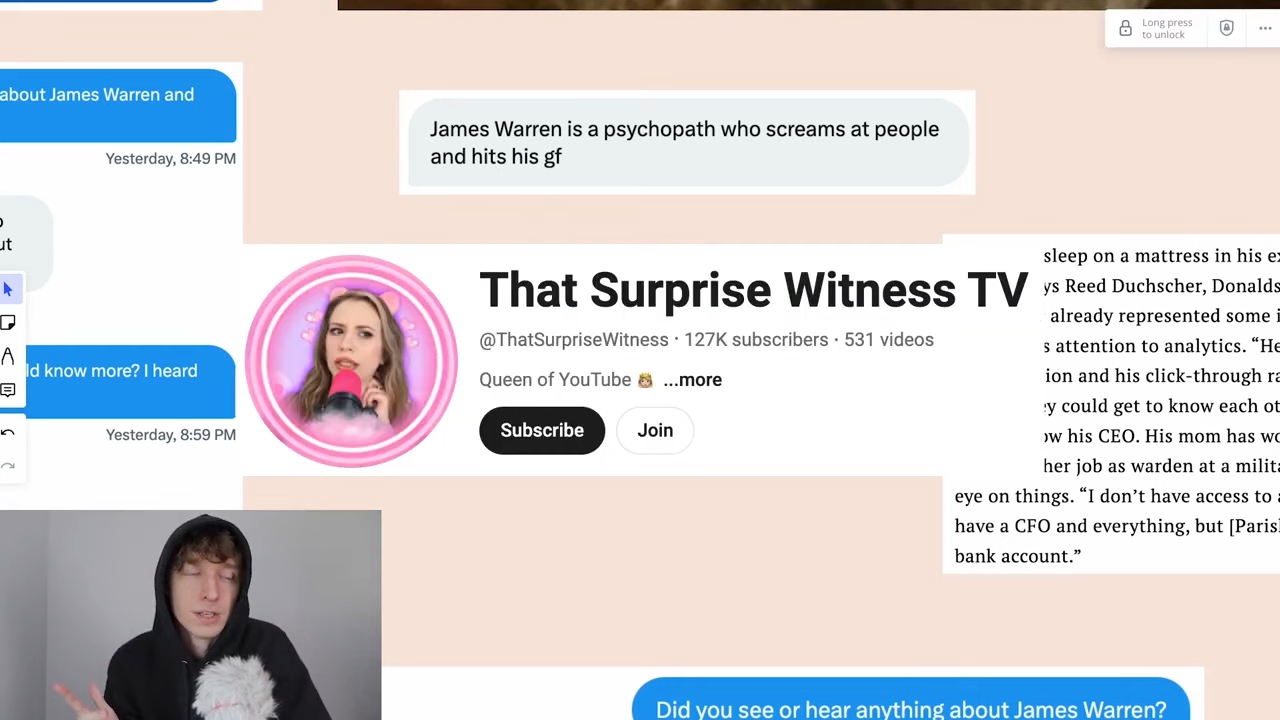 Long press
to unlock
about James Warren and
Yesterday, 8:49 PM
James Warren is a psychopath who screams at people
and hits his gf
ut
That Surprise Witness TV
@ThatSurpriseWitness · 127K subscribers · 531 videos
Queen of YouTube 👸🏼 ...more
Subscribe
Join
know more? I heard
Yesterday, 8:59 PM
sleep on a mattress in his
ys Reed Duchscher, Donalds
already represented some i
s attention to analytics. “He
ion and his click-through ra
ey could get to know each ot
ow his CEO. His mom has wo
her job as warden at a milita
eye on things. “I don’t have access to a
have a CFO and everything, but [Paris
bank account.”
Did you see or hear anything about James Warren?